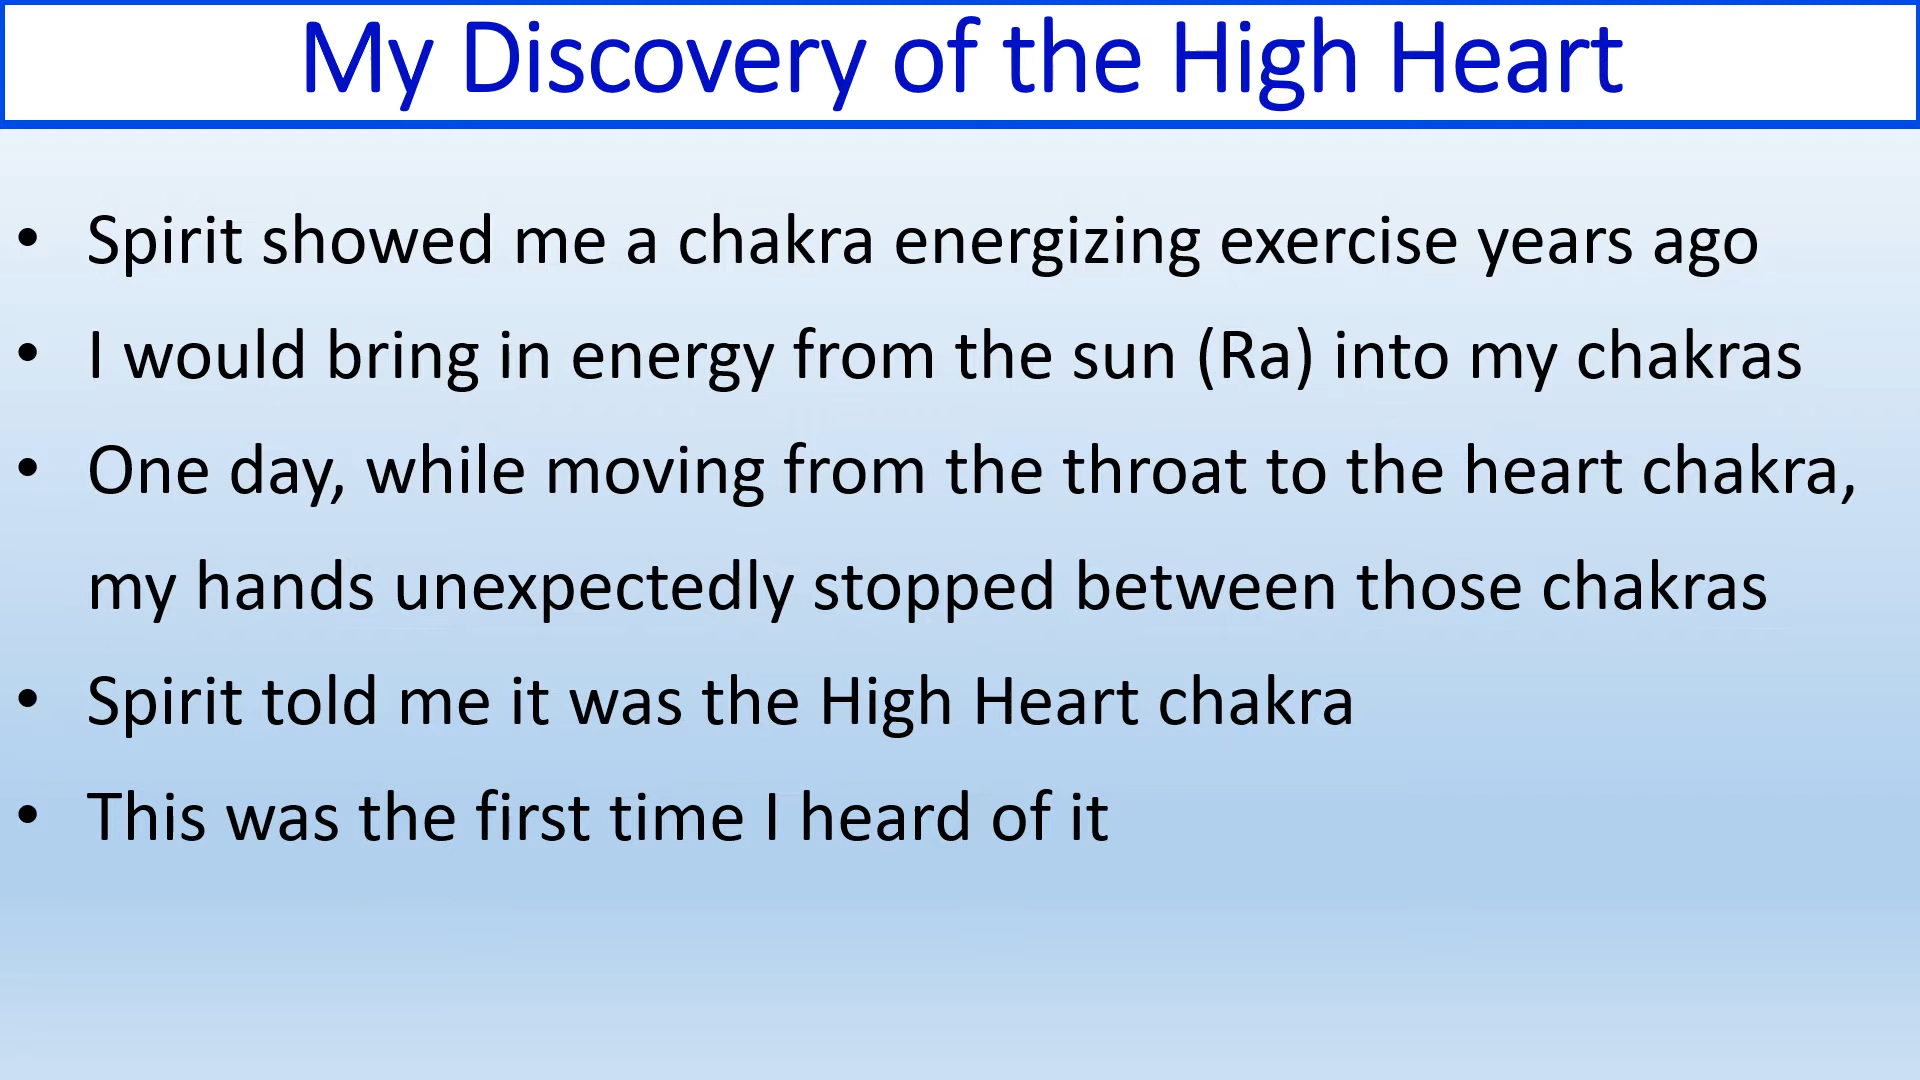 My Discovery of the High Heart
• Spirit showed me a chakra energizing exercise years ago
• I would bring in energy from the sun (Ra) into my chakras
• One day, while moving from the throat to the heart chakra,
my hands unexpectedly stopped between those chakras
• Spirit told me it was the High Heart chakra
• This was the first time I heard of it